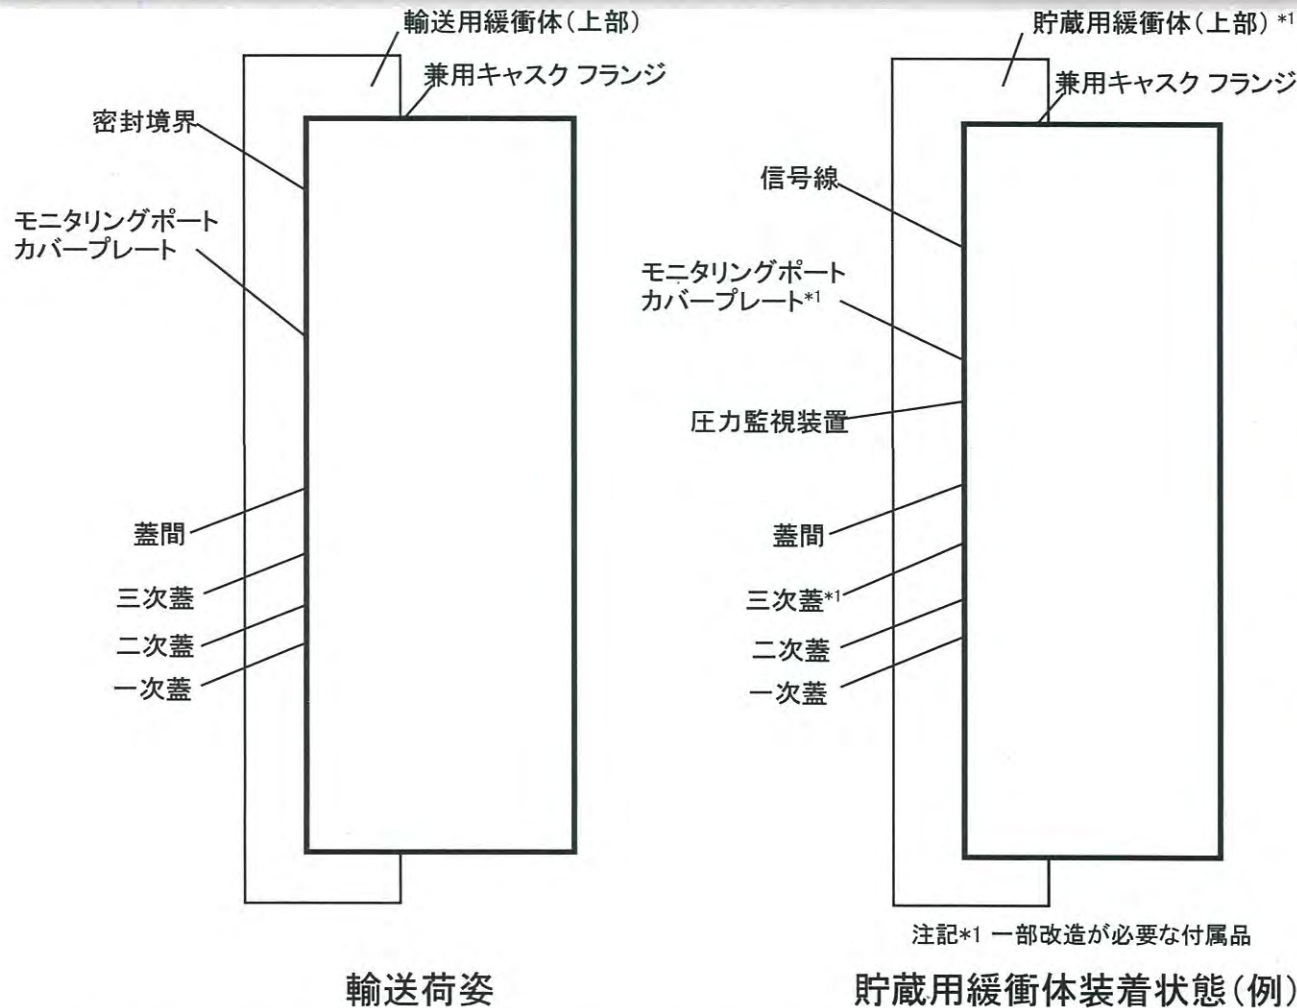 輸送用緩衝体(上部)
兼用キャスク フランジ
密封境界
モニタリングポート
カバープレート
蓋間
三次蓋
二次蓋
一次蓋
輸送荷姿
貯蔵用緩衝体(上部)*1
兼用キャスク フランジ
信号線
モニタリングポート
カバープレート*1
圧力監視装置
蓋間
三次蓋*1
二次蓋
一次蓋
注記*1 一部改造が必要な付属品
貯蔵用緩衝体装着状態(例)